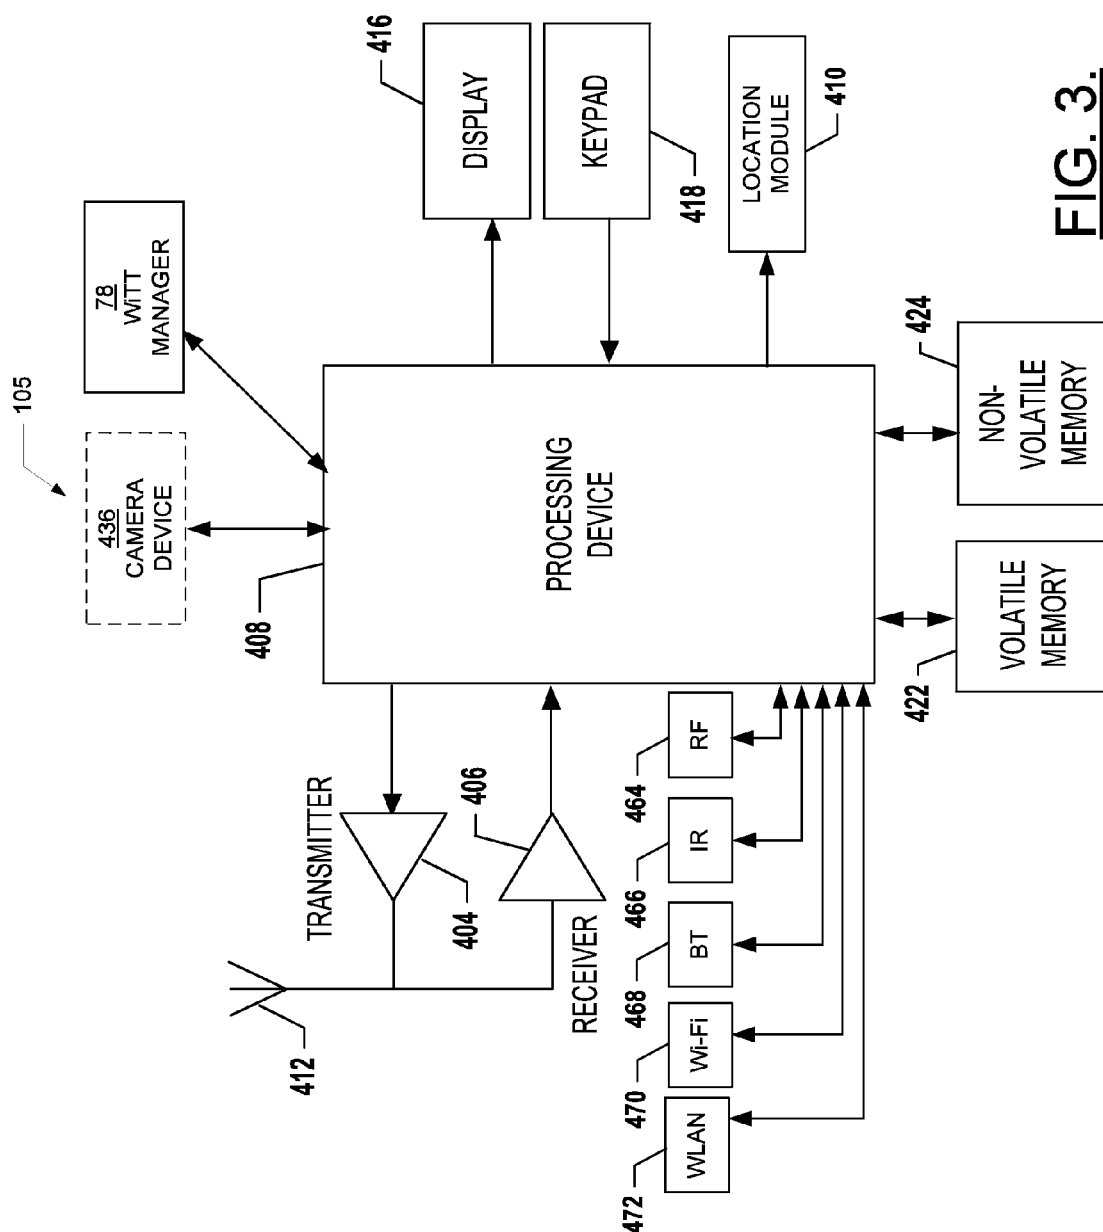 105
436
CAMERA
DEVICE
78
WiTT
MANAGER
416
DISPLAY
KEYPAD
418
LOCATION
MODULE
410
408
PROCESSING
DEVICE
412
TRANSMITTER
404
406
RECEIVER
464
RF
466
IR
468
BT
470
Wi-Fi
472
WLAN
422
VOLATILE
MEMORY
424
NON-
VOLATILE
MEMORY
FIG. 3.